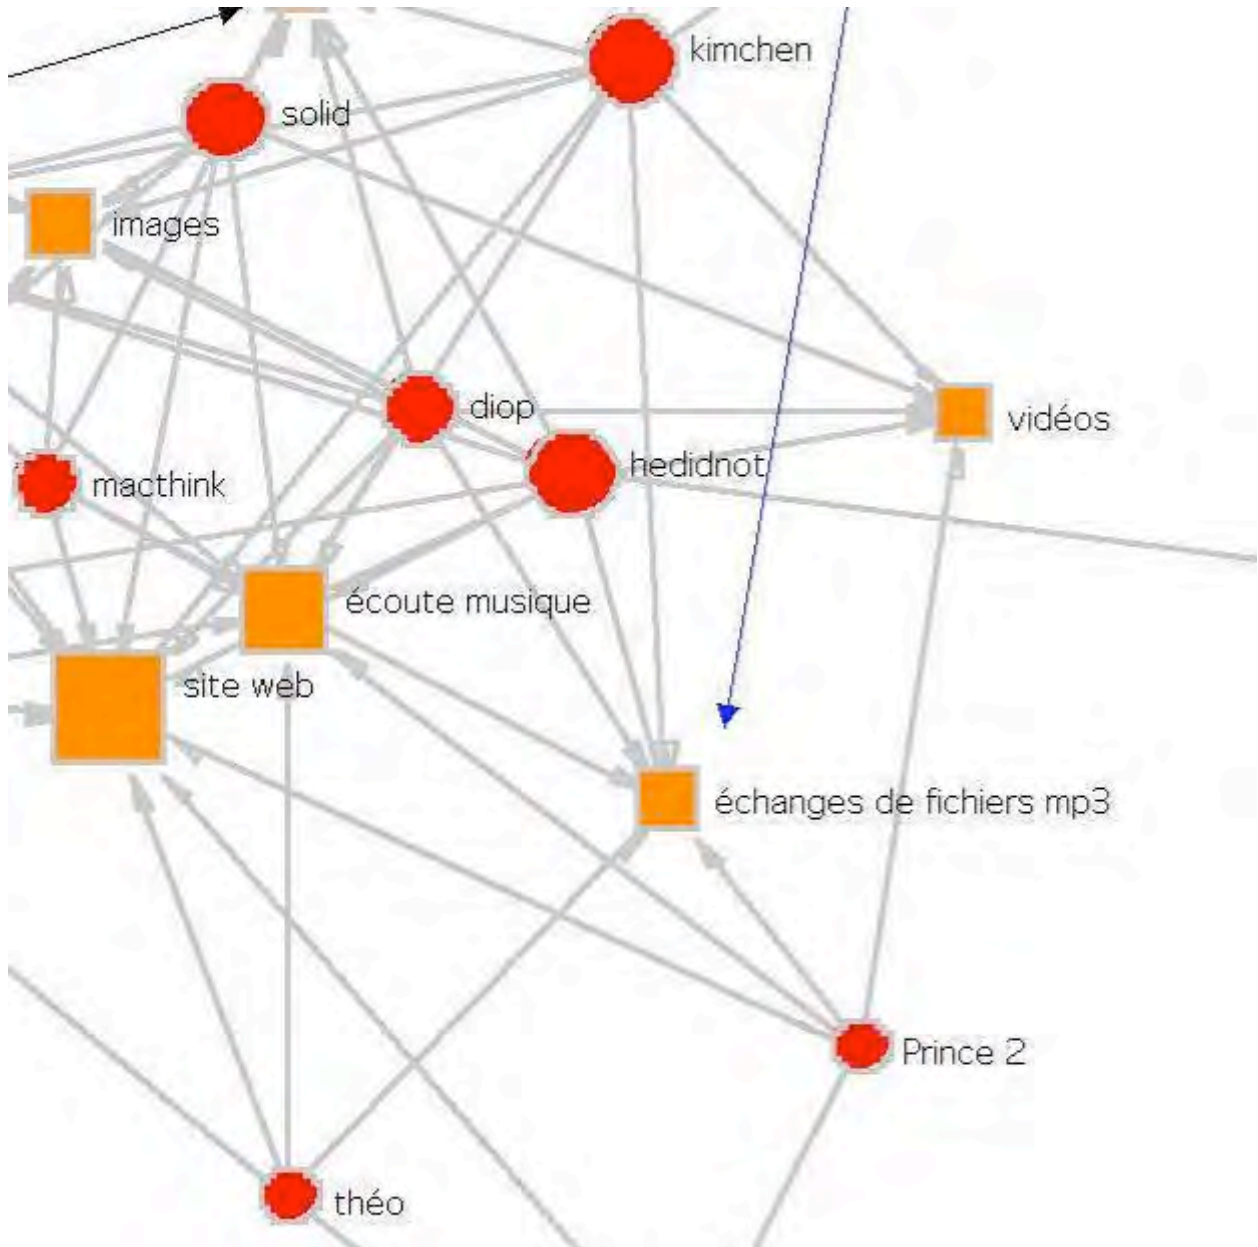 kimchen
solid
images
diop
vidéos
hedidnot
macthink
écoute musique
site web
échanges de fichiers mp3
Prince 2
théo